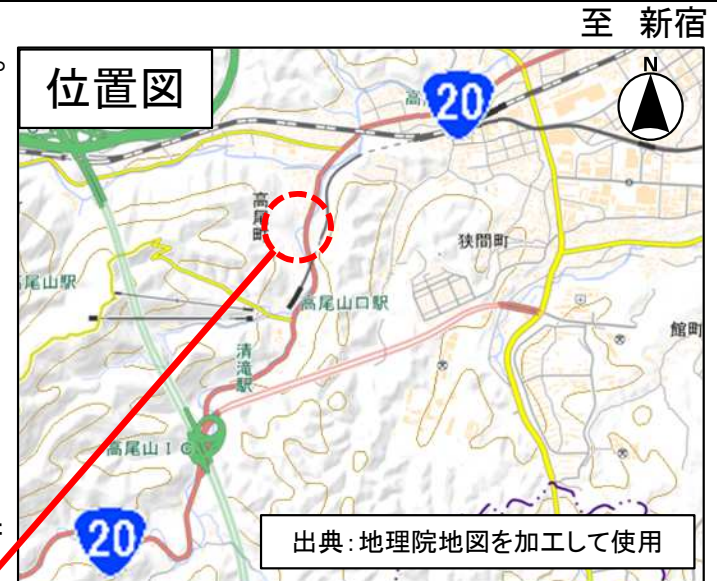 至 新宿
。
位置図
高
20
N
高尾町
狭間町
尾山駅
高尾山口駅
館町
清滝駅
高尾山IC
20
出典:地理院地図を加工して使用